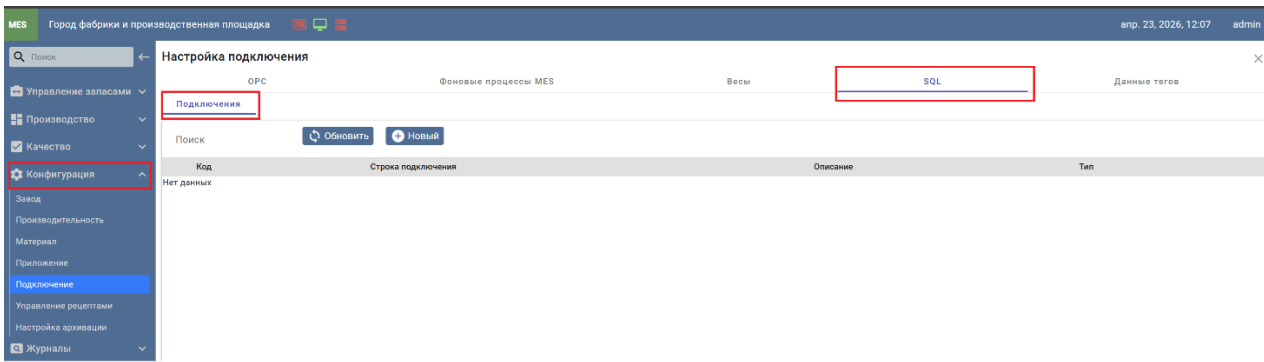 MES Город фабрики и производственная площадка апр. 23, 2026, 12:07 admin
Поиск
Настройка подключения
OPC Фоновые процессы MES Весы SQL Данные тегов
Управление запасами
Подключения
Производство
Поиск Обновить Новый
Качество
Код Строка подключения Описание Тип
Конфигурация
Нет данных
Завод
Производительность
Материал
Приложение
Подключение
Управление рецептами
Настройка архивации
Журналы